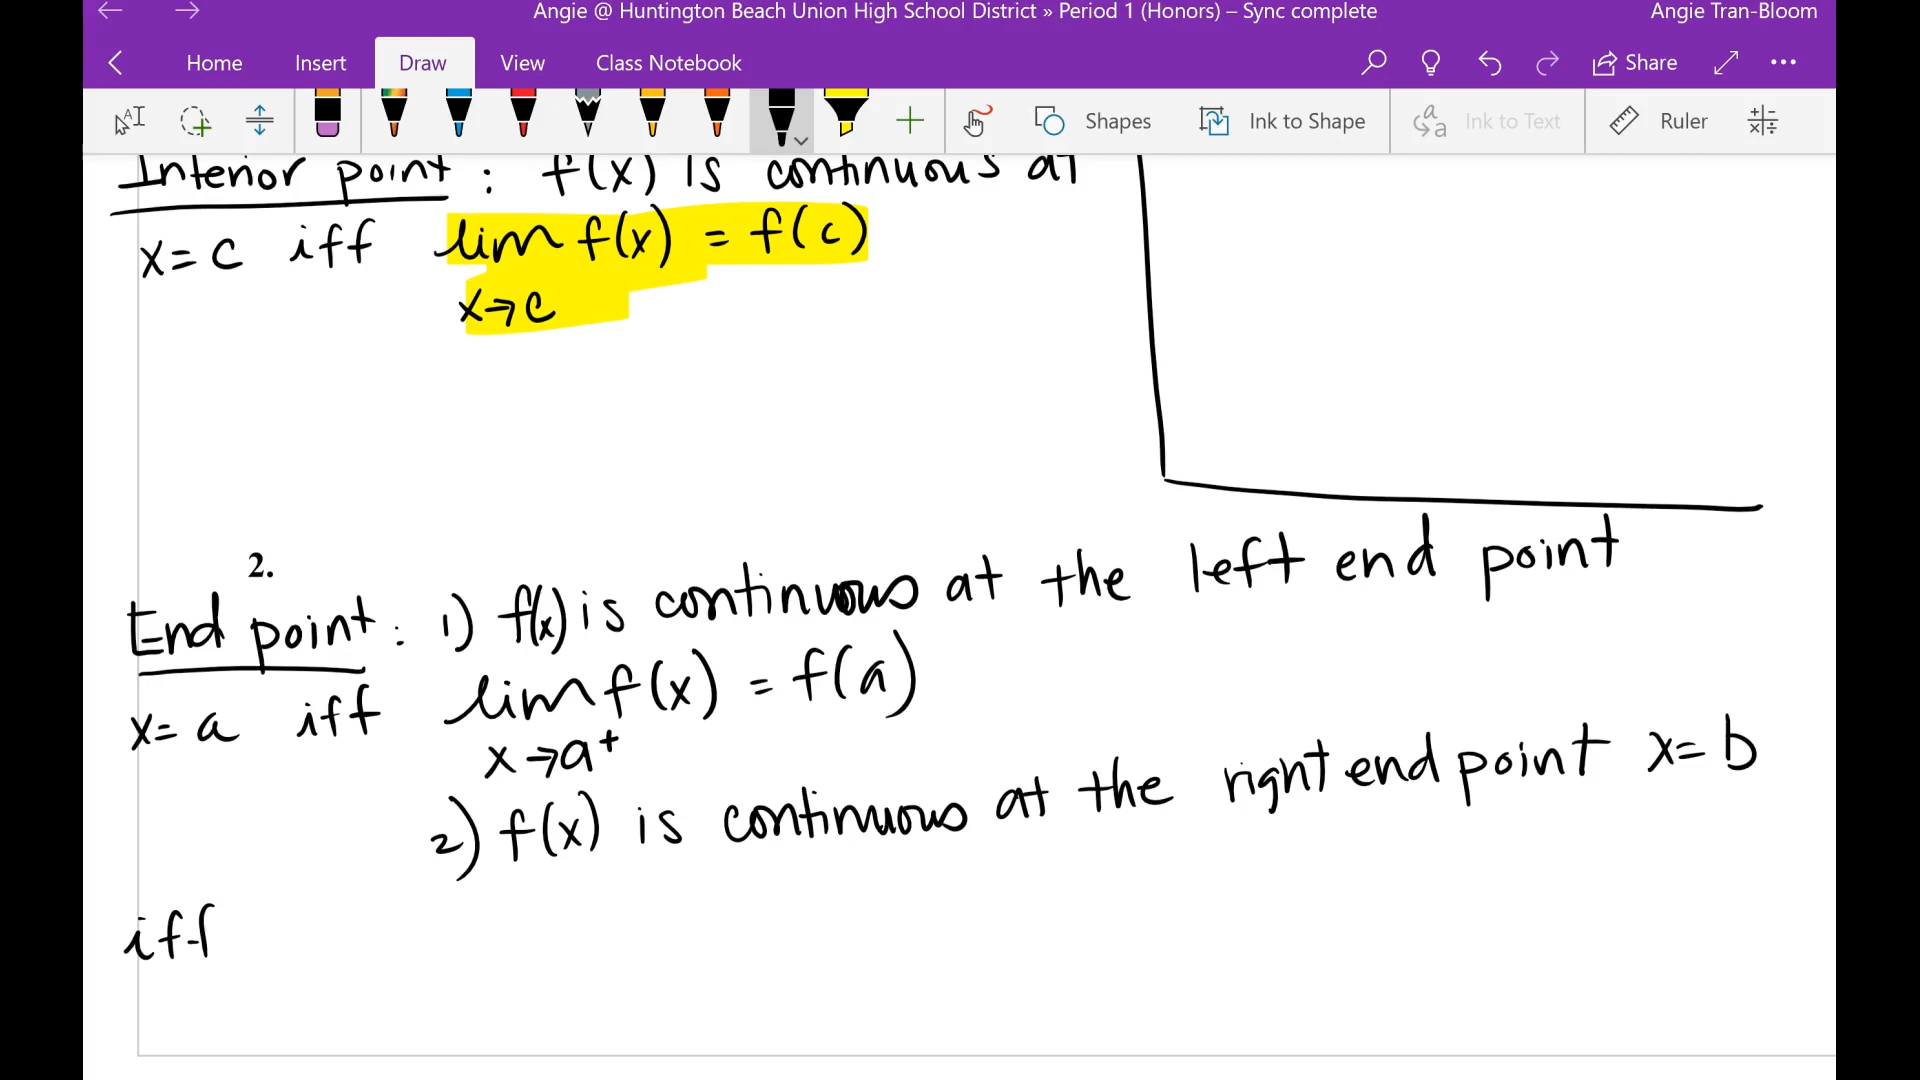 Angie @ Huntington Beach Union High School District » Period 1 (Honors) – Sync complete
Angie Tran-Bloom
Home Insert Draw View Class Notebook Share
Shapes Ink to Shape Ink to Text Ruler
Interior point : f(x) is continuous at
x = c iff lim f(x) = f(c)
x→c
2.
End point : 1) f(x) is continuous at the left end point
x = a iff lim f(x) = f(a)
x→a+
2) f(x) is continuous at the right end point x = b
iff